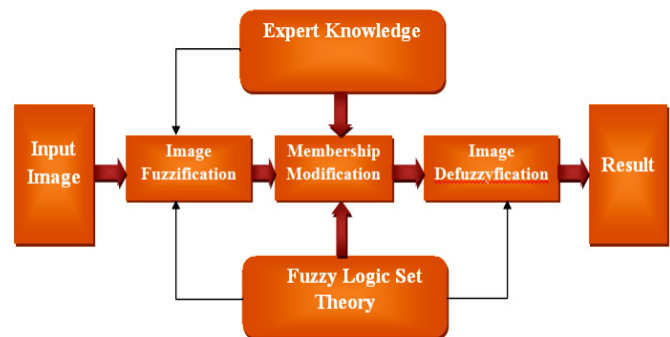 Expert Knowledge
Input
Image
Image
Fuzzification
Membership
Modification
Image
Defuzzyfication
Result
Fuzzy Logic Set
Theory